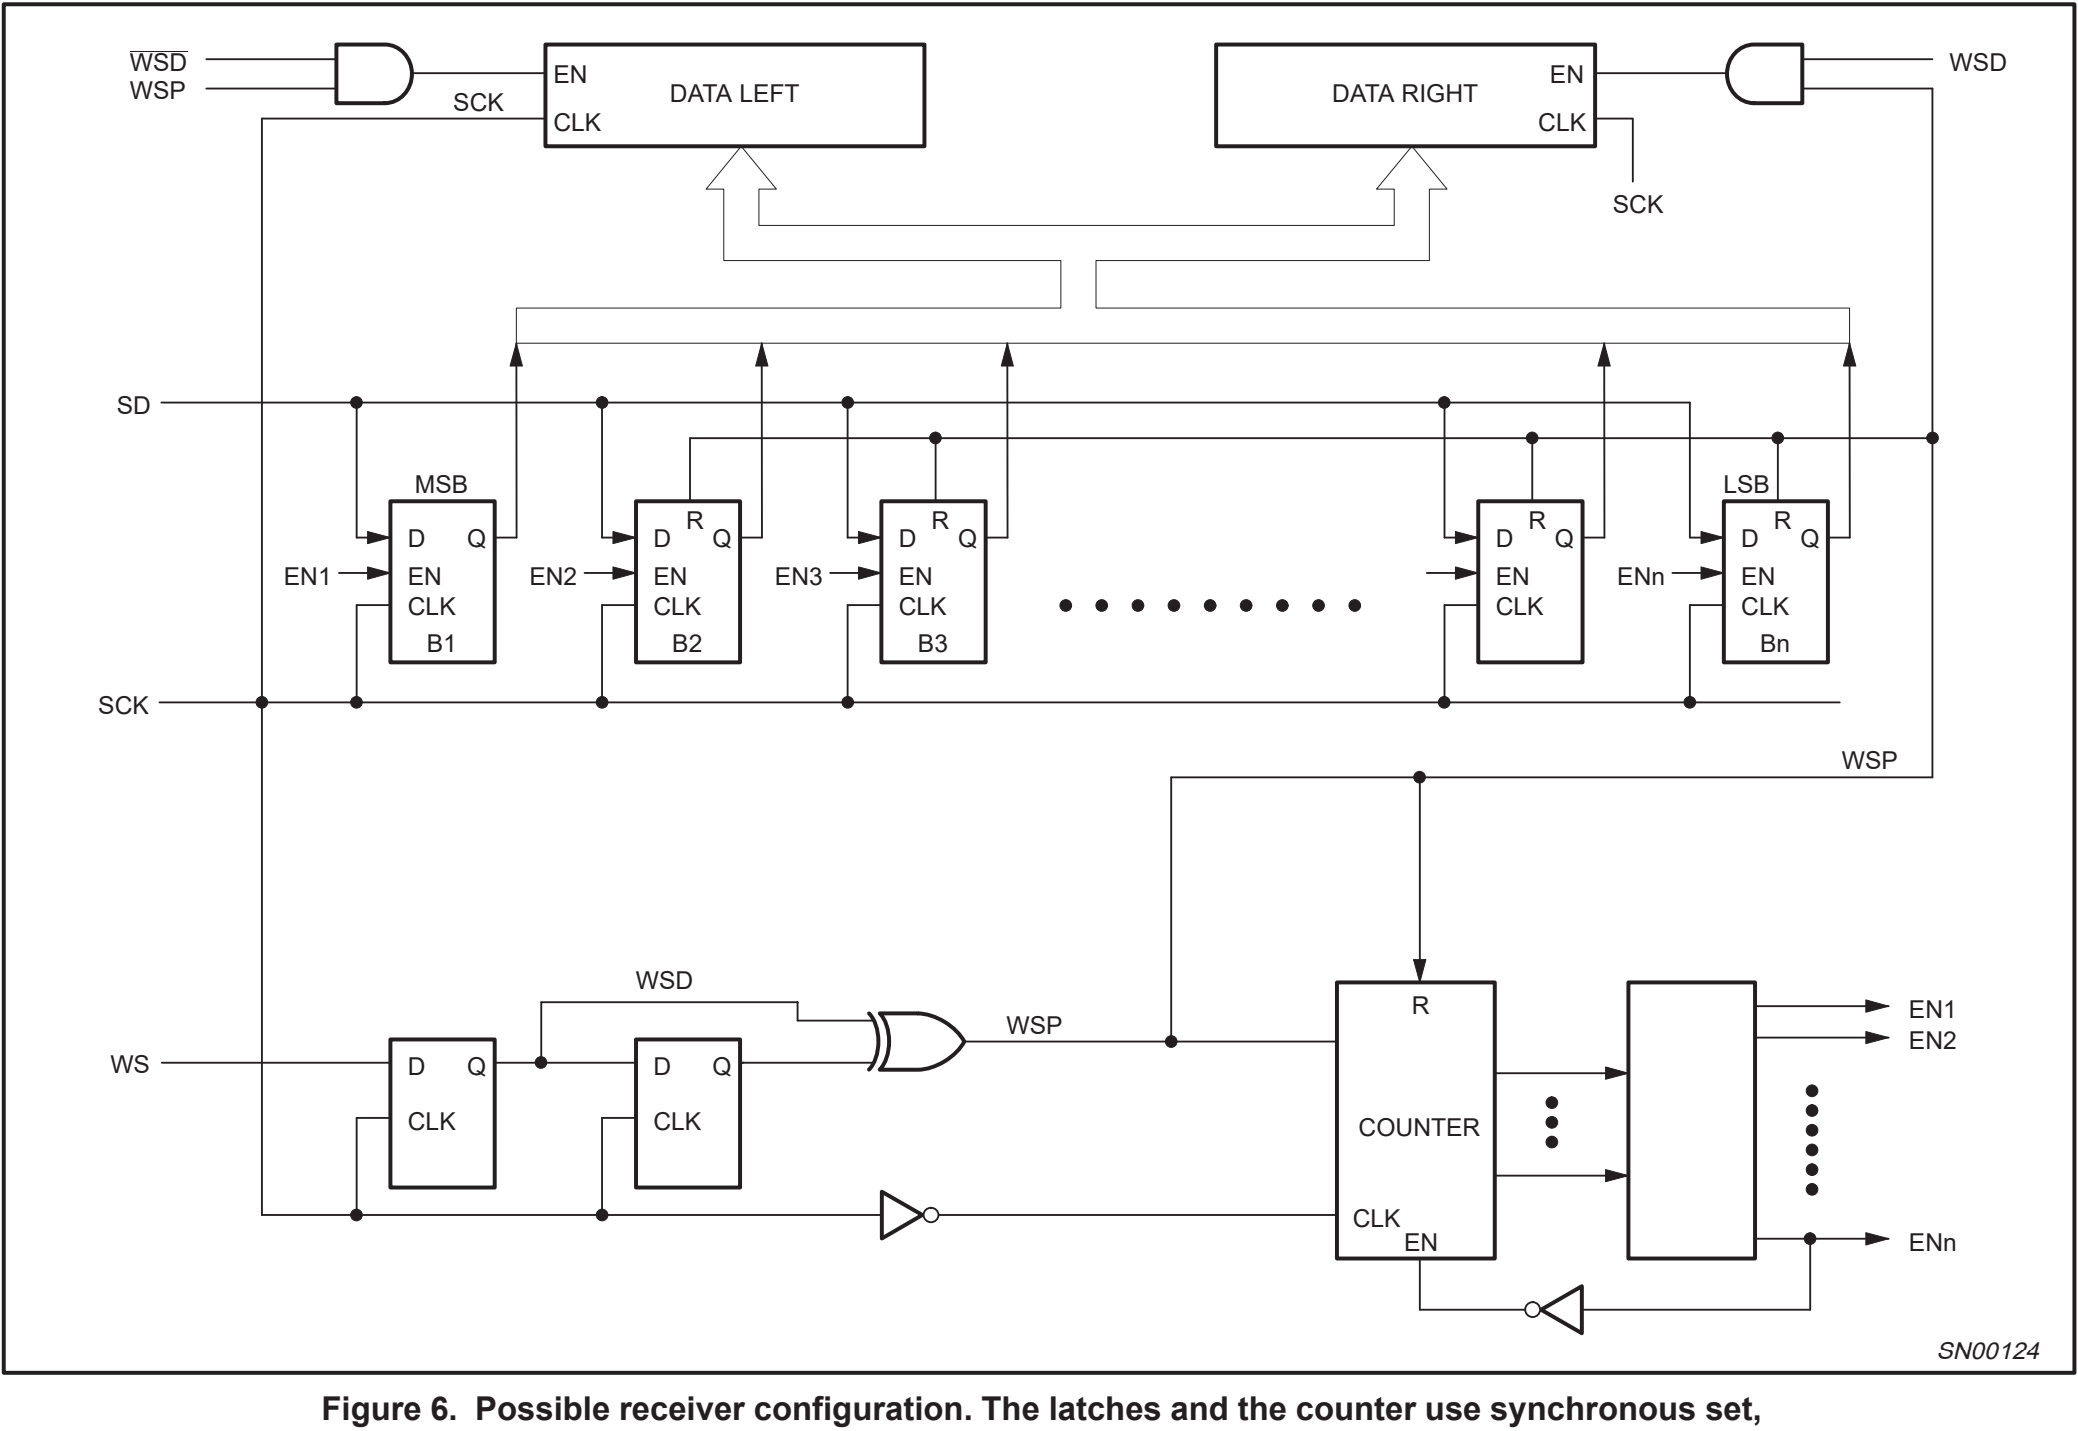 WSD
WSP
SCK
EN
CLK
DATA LEFT
DATA RIGHT
EN
CLK
WSD
SCK
SD
MSB
LSB
D Q
EN1 EN
CLK
B1
R
D Q
EN2 EN
CLK
B2
R
D Q
EN3 EN
CLK
B3
R
D Q
EN
CLK
R
D Q
ENn EN
CLK
Bn
SCK
WSP
WSD
WS
D Q
CLK
D Q
CLK
WSP
R
COUNTER
CLK
EN
EN1
EN2
ENn
SN00124
Figure 6. Possible receiver configuration. The latches and the counter use synchronous set,